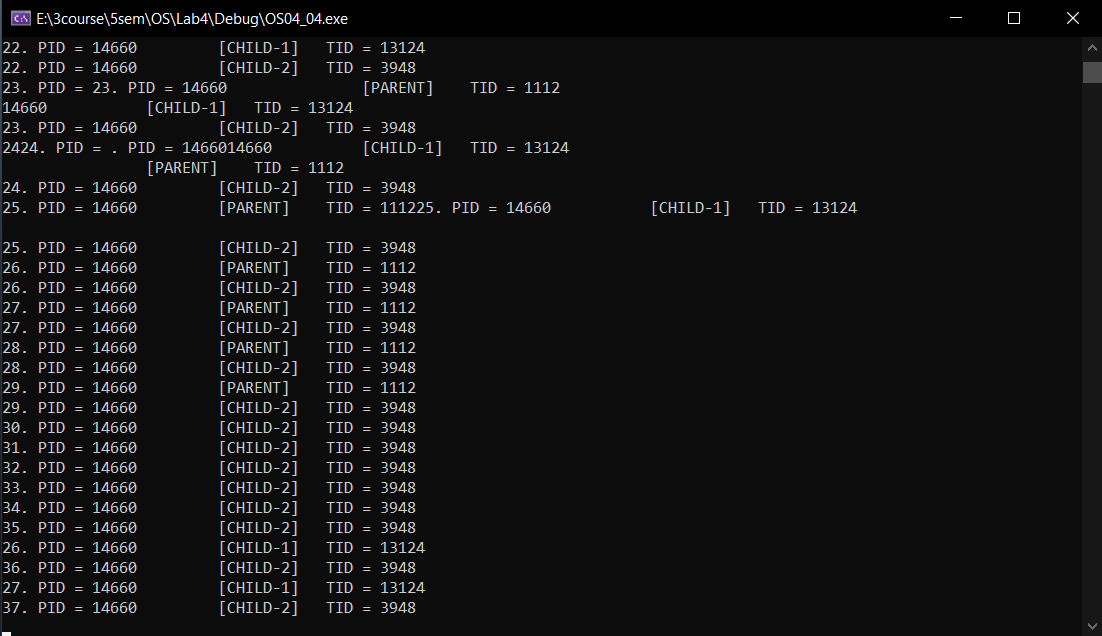 E:\3course\5sem\OS\Lab4\Debug\OS04_04.exe
22. PID = 14660         [CHILD-1]   TID = 13124
22. PID = 14660         [CHILD-2]   TID = 3948
23. PID = 23. PID = 14660               [PARENT]    TID = 1112
14660           [CHILD-1]   TID = 13124
23. PID = 14660         [CHILD-2]   TID = 3948
2424. PID = . PID = 1466014660          [CHILD-1]   TID = 13124
                [PARENT]    TID = 1112
24. PID = 14660         [CHILD-2]   TID = 3948
25. PID = 14660         [PARENT]    TID = 111225. PID = 14660           [CHILD-1]   TID = 13124
25. PID = 14660         [CHILD-2]   TID = 3948
26. PID = 14660         [PARENT]    TID = 1112
26. PID = 14660         [CHILD-2]   TID = 3948
27. PID = 14660         [PARENT]    TID = 1112
27. PID = 14660         [CHILD-2]   TID = 3948
28. PID = 14660         [PARENT]    TID = 1112
28. PID = 14660         [CHILD-2]   TID = 3948
29. PID = 14660         [PARENT]    TID = 1112
29. PID = 14660         [CHILD-2]   TID = 3948
30. PID = 14660         [CHILD-2]   TID = 3948
31. PID = 14660         [CHILD-2]   TID = 3948
32. PID = 14660         [CHILD-2]   TID = 3948
33. PID = 14660         [CHILD-2]   TID = 3948
34. PID = 14660         [CHILD-2]   TID = 3948
35. PID = 14660         [CHILD-2]   TID = 3948
26. PID = 14660         [CHILD-1]   TID = 13124
36. PID = 14660         [CHILD-2]   TID = 3948
27. PID = 14660         [CHILD-1]   TID = 13124
37. PID = 14660         [CHILD-2]   TID = 3948